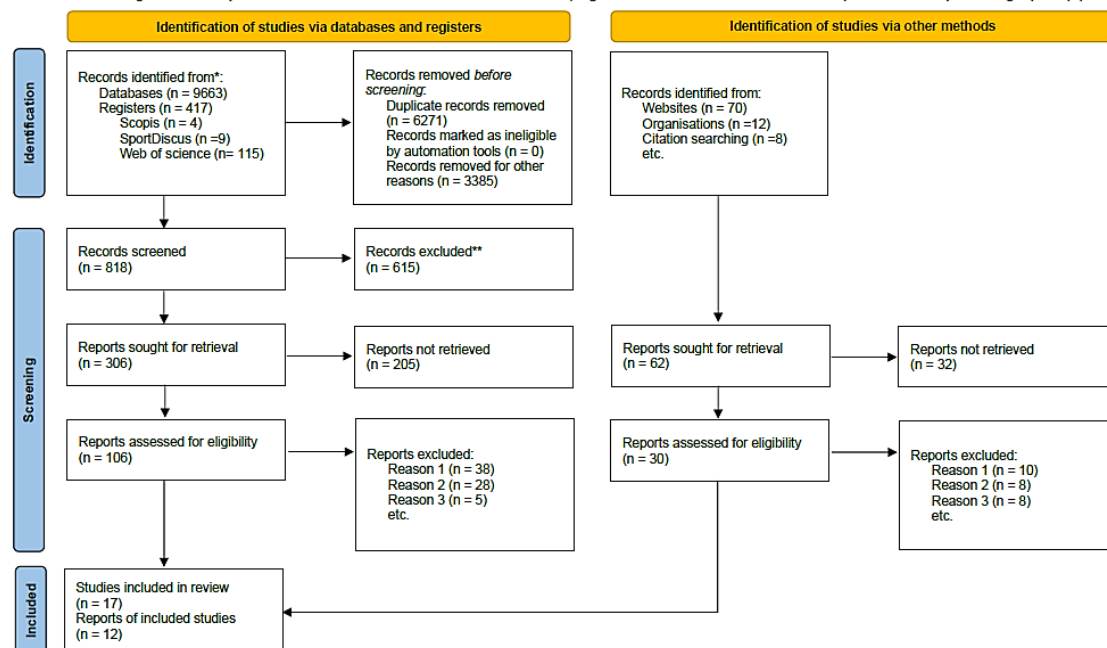 Identification of studies via databases and registers
Identification of studies via other methods
Identification
Records identified from*:
Databases (n = 9663)
Registers (n = 417)
Scopis (n = 4)
SportDiscus (n =9)
Web of science (n= 115)
Records removed before
screening:
Duplicate records removed
(n = 6271)
Records marked as ineligible
by automation tools (n = 0)
Records removed for other
reasons (n = 3385)
Records identified from:
Websites (n = 70)
Organisations (n =12)
Citation searching (n =8)
etc.
Screening
Records screened
(n = 818)
Records excluded**
(n = 615)
Reports sought for retrieval
(n = 306)
Reports not retrieved
(n = 205)
Reports sought for retrieval
(n = 62)
Reports not retrieved
(n = 32)
Reports assessed for eligibility
(n = 106)
Reports excluded:
Reason 1 (n = 38)
Reason 2 (n = 28)
Reason 3 (n = 5)
etc.
Reports assessed for eligibility
(n = 30)
Reports excluded:
Reason 1 (n = 10)
Reason 2 (n = 8)
Reason 3 (n = 8)
etc.
Included
Studies included in review
(n = 17)
Reports of included studies
(n = 12)